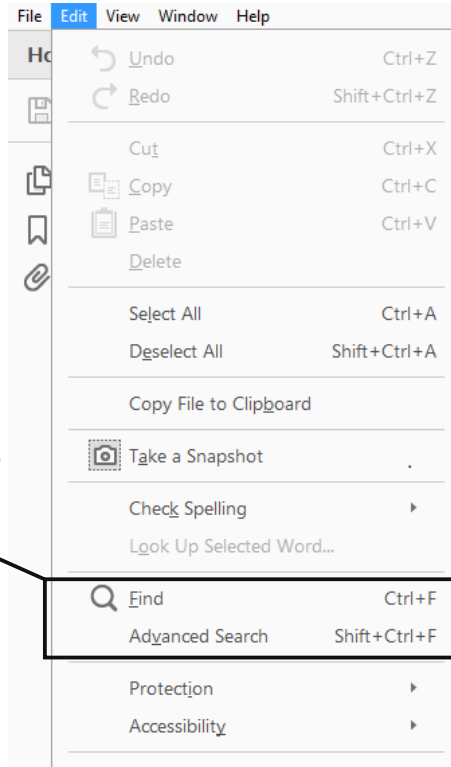 File Edit View Window Help
Ho
Undo Ctrl+Z
Redo Shift+Ctrl+Z
Cut Ctrl+X
Copy Ctrl+C
Paste Ctrl+V
Delete
Select All Ctrl+A
Deselect All Shift+Ctrl+A
Copy File to Clipboard
Take a Snapshot
Check Spelling
Look Up Selected Word...
Find Ctrl+F
Advanced Search Shift+Ctrl+F
Protection
Accessibility